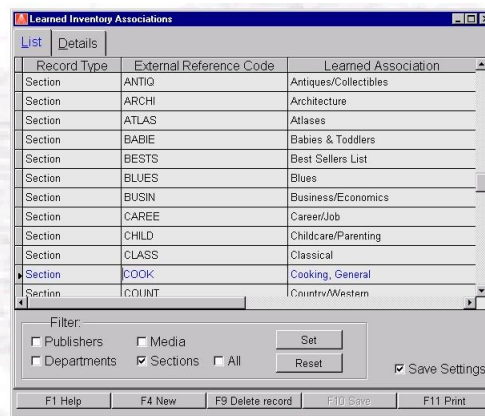 Learned Inventory Associations
List Details
Record Type External Reference Code Learned Association
Section ANTIQ Antiques/Collectibles
Section ARCHI Architecture
Section ATLAS Atlases
Section BABIE Babies & Toddlers
Section BESTS Best Sellers List
Section BLUES Blues
Section BUSIN Business/Economics
Section CAREE Career/Job
Section CHILD Childcare/Parenting
Section CLASS Classical
Section COOK Cooking, General
Section COUNT Country/Western
Filter:
Publishers Media Set
Departments Sections All Reset
Save Settings
F1 Help F4 New F9 Delete record F10 Save F11 Print